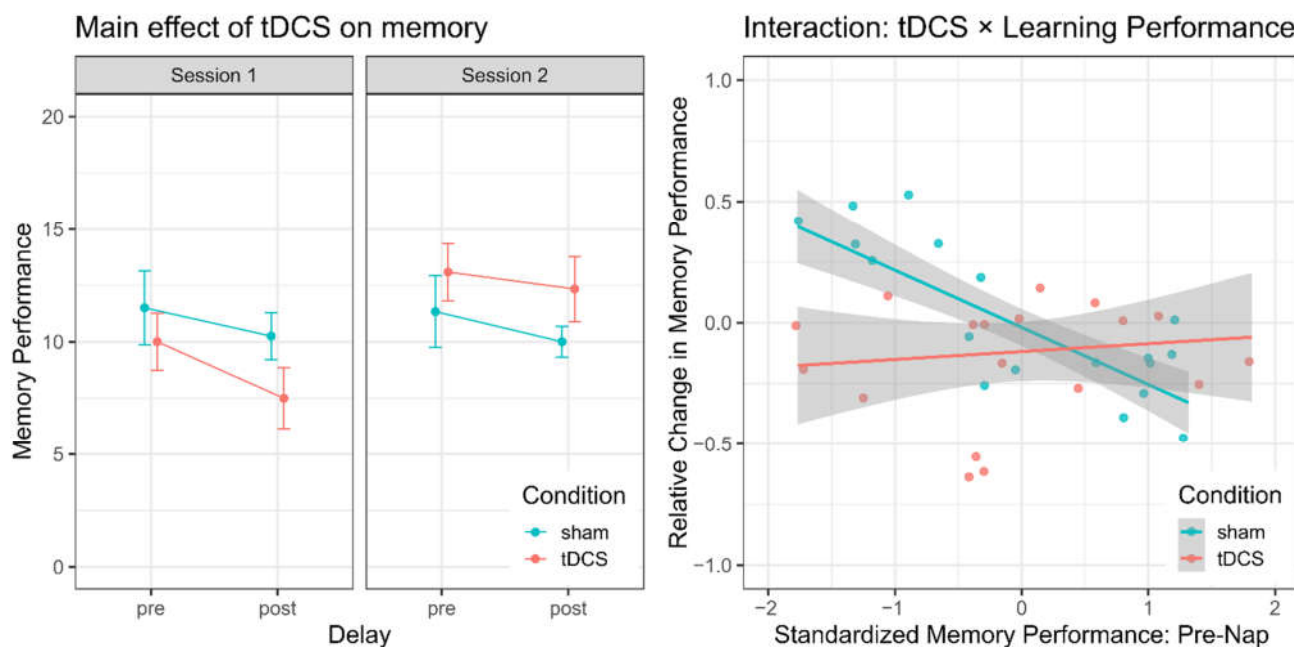 Main effect of tDCS on memory
Session 1
Session 2
Memory Performance
20
15
10
5
0
Condition
sham
tDCS
pre
post
pre
post
Delay
Interaction: tDCS × Learning Performance
Relative Change in Memory Performance
1.0
0.5
0.0
−0.5
−1.0
Condition
sham
tDCS
−2
−1
0
1
2
Standardized Memory Performance: Pre-Nap